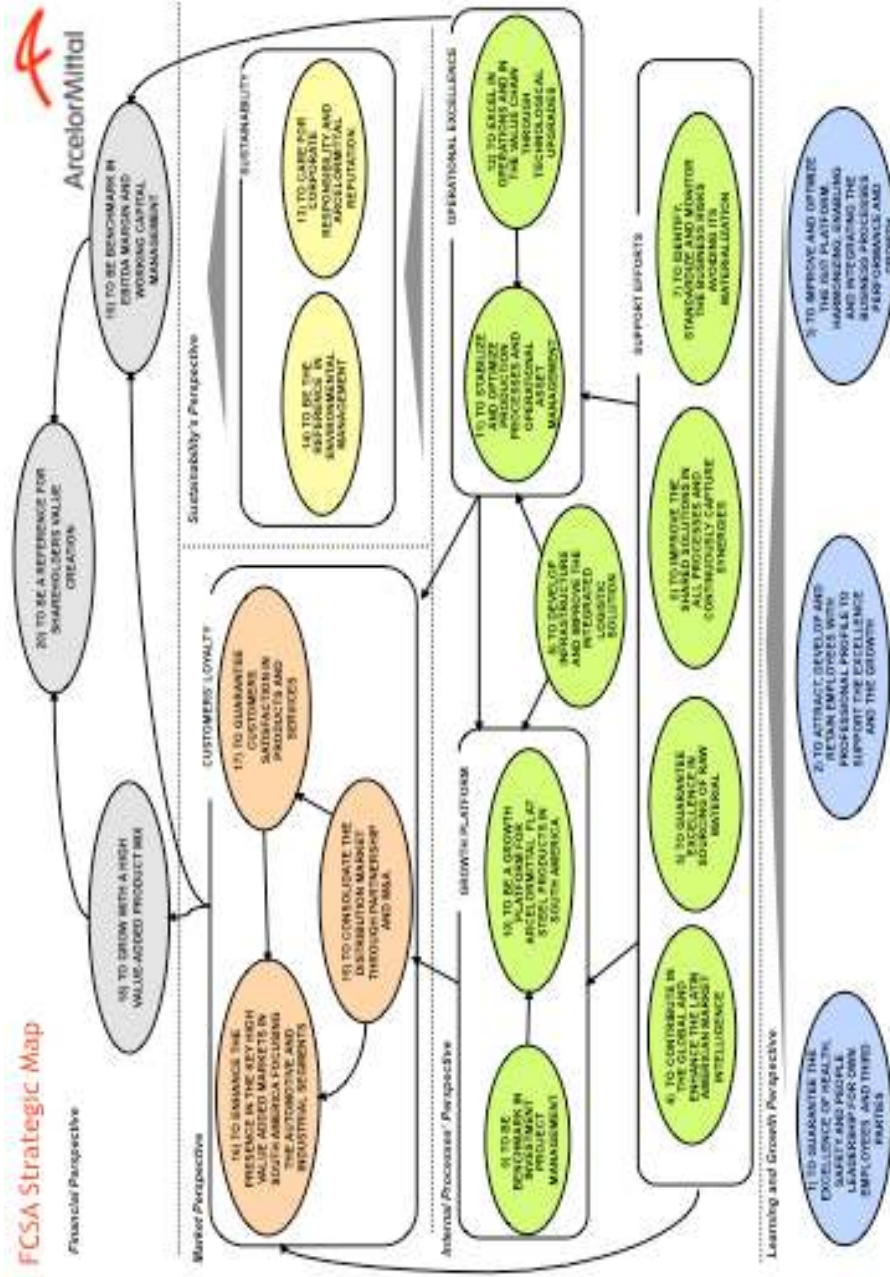 FCSA Strategic Map
ArcelorMittal
Financial Perspective
20) TO BE A REFERENCE FOR
SHAREHOLDERS VALUE
CREATION
18) TO GROW WITH A HIGH
VALUE-ADDED PRODUCT MIX
19) TO BE BENCHMARK IN
EBITDA MARGIN AND
WORKING CAPITAL
MANAGEMENT
Market Perspective
CUSTOMERS' LOYALTY
16) TO ENHANCE THE
PRESENCE IN THE KEY HIGH
VALUE ADDED MARKETS IN
SOUTH AMERICA FOCUSING
THE AUTOMOTIVE AND
INDUSTRIAL SEGMENTS
17) TO GUARANTEE
CUSTOMERS
SATISFACTION IN
PRODUCTS AND
SERVICES
15) TO CONSOLIDATE THE
DISTRIBUTION MARKET
THROUGH PARTNERSHIP
AND M&A
Sustainability's Perspective
SUSTAINABILITY
14) TO BE THE
REFERENCE IN
ENVIRONMENTAL
MANAGEMENT
13) TO CARE FOR
CORPORATE
RESPONSIBILITY AND
ARCELORMITTAL
REPUTATION
Internal Processes' Perspective
GROWTH PLATFORM
9) TO BE
BENCHMARK IN
INVESTMENT
PROJECT
MANAGEMENT
10) TO BE A GROWTH
PLATFORM FOR
ARCELORMITTAL FLAT
STEEL PRODUCTS IN
SOUTH AMERICA
8) TO DEVELOP
INFRASTRUCTURE
AND IMPROVE THE
INTEGRATED
LOGISTIC
SOLUTION
OPERATIONAL EXCELLENCE
11) TO STABILIZE
AND OPTIMIZE
PRODUCTION
PROCESSES AND
OPERATIONAL
ASSET
MANAGEMENT
12) TO EXCEL IN
OPERATIONS AND IN
THE VALUE CHAIN
THROUGH
TECHNOLOGICAL
UPGRADES
SUPPORT EFFORTS
4) TO CONTRIBUTE IN
THE GLOBAL AND
ENHANCE THE LATIN
AMERICAN MARKET
INTELLIGENCE
5) TO GUARANTEE
EXCELLENCE IN
SOURCING OF RAW
MATERIAL
6) TO IMPROVE THE
SHARED SOLUTIONS IN
ALL PROCESSES AND
CONTINUOUSLY CAPTURE
SYNERGIES
7) TO IDENTIFY,
STANDARDIZE AND MONITOR
THE BUSINESS RISKS
AVOIDING ITS
MATERIALIZATION
Learning and Growth Perspective
1) TO GUARANTEE THE
EXCELLENCE OF HEALTH,
SAFETY AND PEOPLE
LEADERSHIP FOR OWN
EMPLOYEES AND THIRD
PARTIES
2) TO ATTRACT, DEVELOP AND
RETAIN EMPLOYEES WITH
PROFESSIONAL PROFILE TO
SUPPORT THE EXCELLENCE
AND THE GROWTH
3) TO IMPROVE AND OPTIMIZE
THE IS/IT PLATFORM,
HARMONIZING, ENABLING
AND INTEGRATING THE
BUSINESS PROCESSES
PERFORMANCE AND